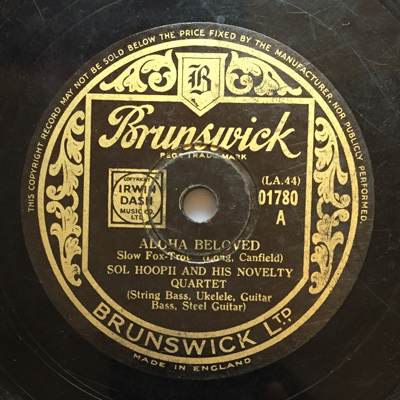 THIS COPYRIGHT RECORD MAY NOT BE SOLD BELOW THE PRICE FIXED BY THE MANUFACTURER, NOR PUBLICLY PERFORMED.
B
Brunswick
REGD TRADE MARK
COPYRIGHT
IRWIN
DASH
MUSIC CO.
LTD.
(LA.44)
01780
A
ALOHA BELOVED
Slow Fox-Trot (Long, Canfield)
SOL HOOPII AND HIS NOVELTY
QUARTET
(String Bass, Ukelele, Guitar
Bass, Steel Guitar)
BRUNSWICK LTD.
MADE IN ENGLAND